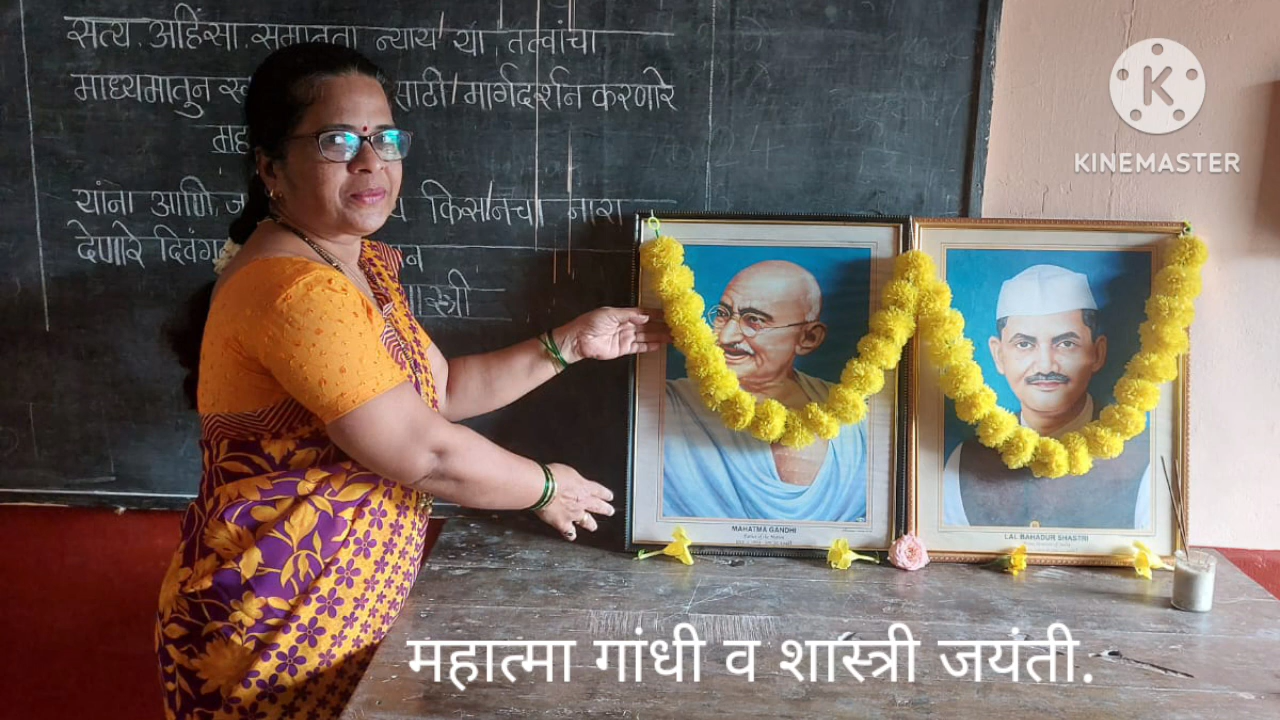 सत्य. अहिंसा. समानता न्याय या तत्वांचा
माध्यमातुन साठी मार्गदर्शन करणारे
यांना आणि किसानचा नारा
देणारे
KINEMASTER
MAHATMA GANDHI
LAL BAHADUR SHASTRI
महात्मा गांधी व शास्त्री जयंती.